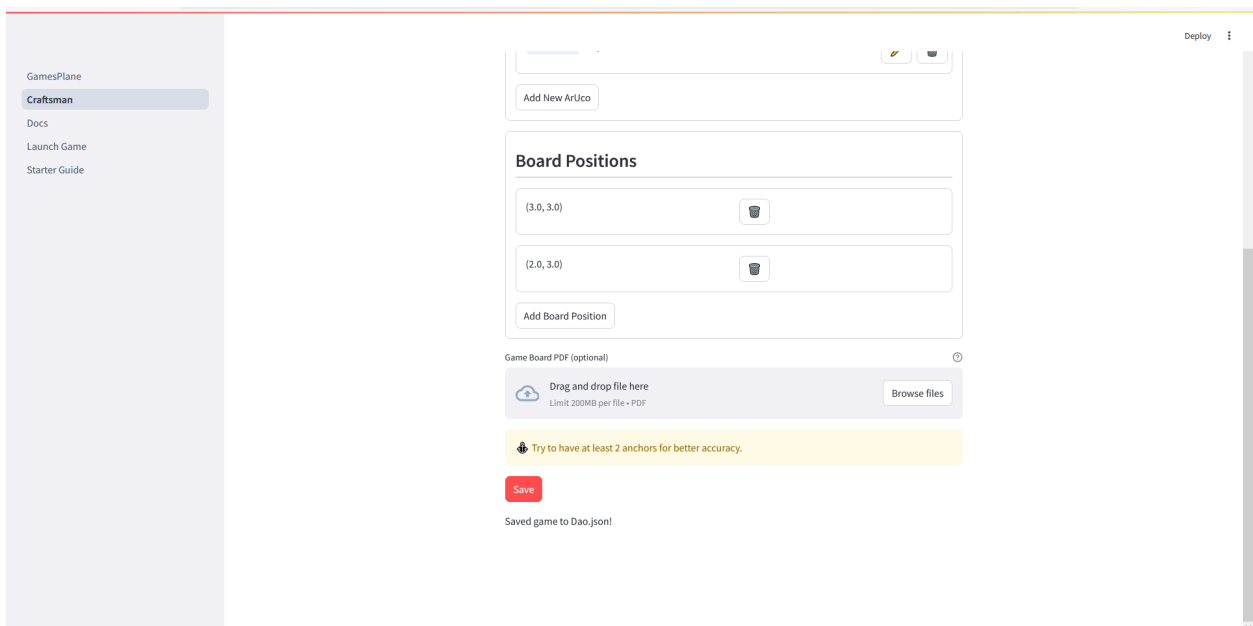 Deploy
GamesPlane
Craftsman
Docs
Launch Game
Starter Guide
Add New ArUco
Board Positions
(3.0, 3.0)
(2.0, 3.0)
Add Board Position
Game Board PDF (optional)
Drag and drop file here
Limit 200MB per file • PDF
Browse files
Try to have at least 2 anchors for better accuracy.
Save
Saved game to Dao.json!